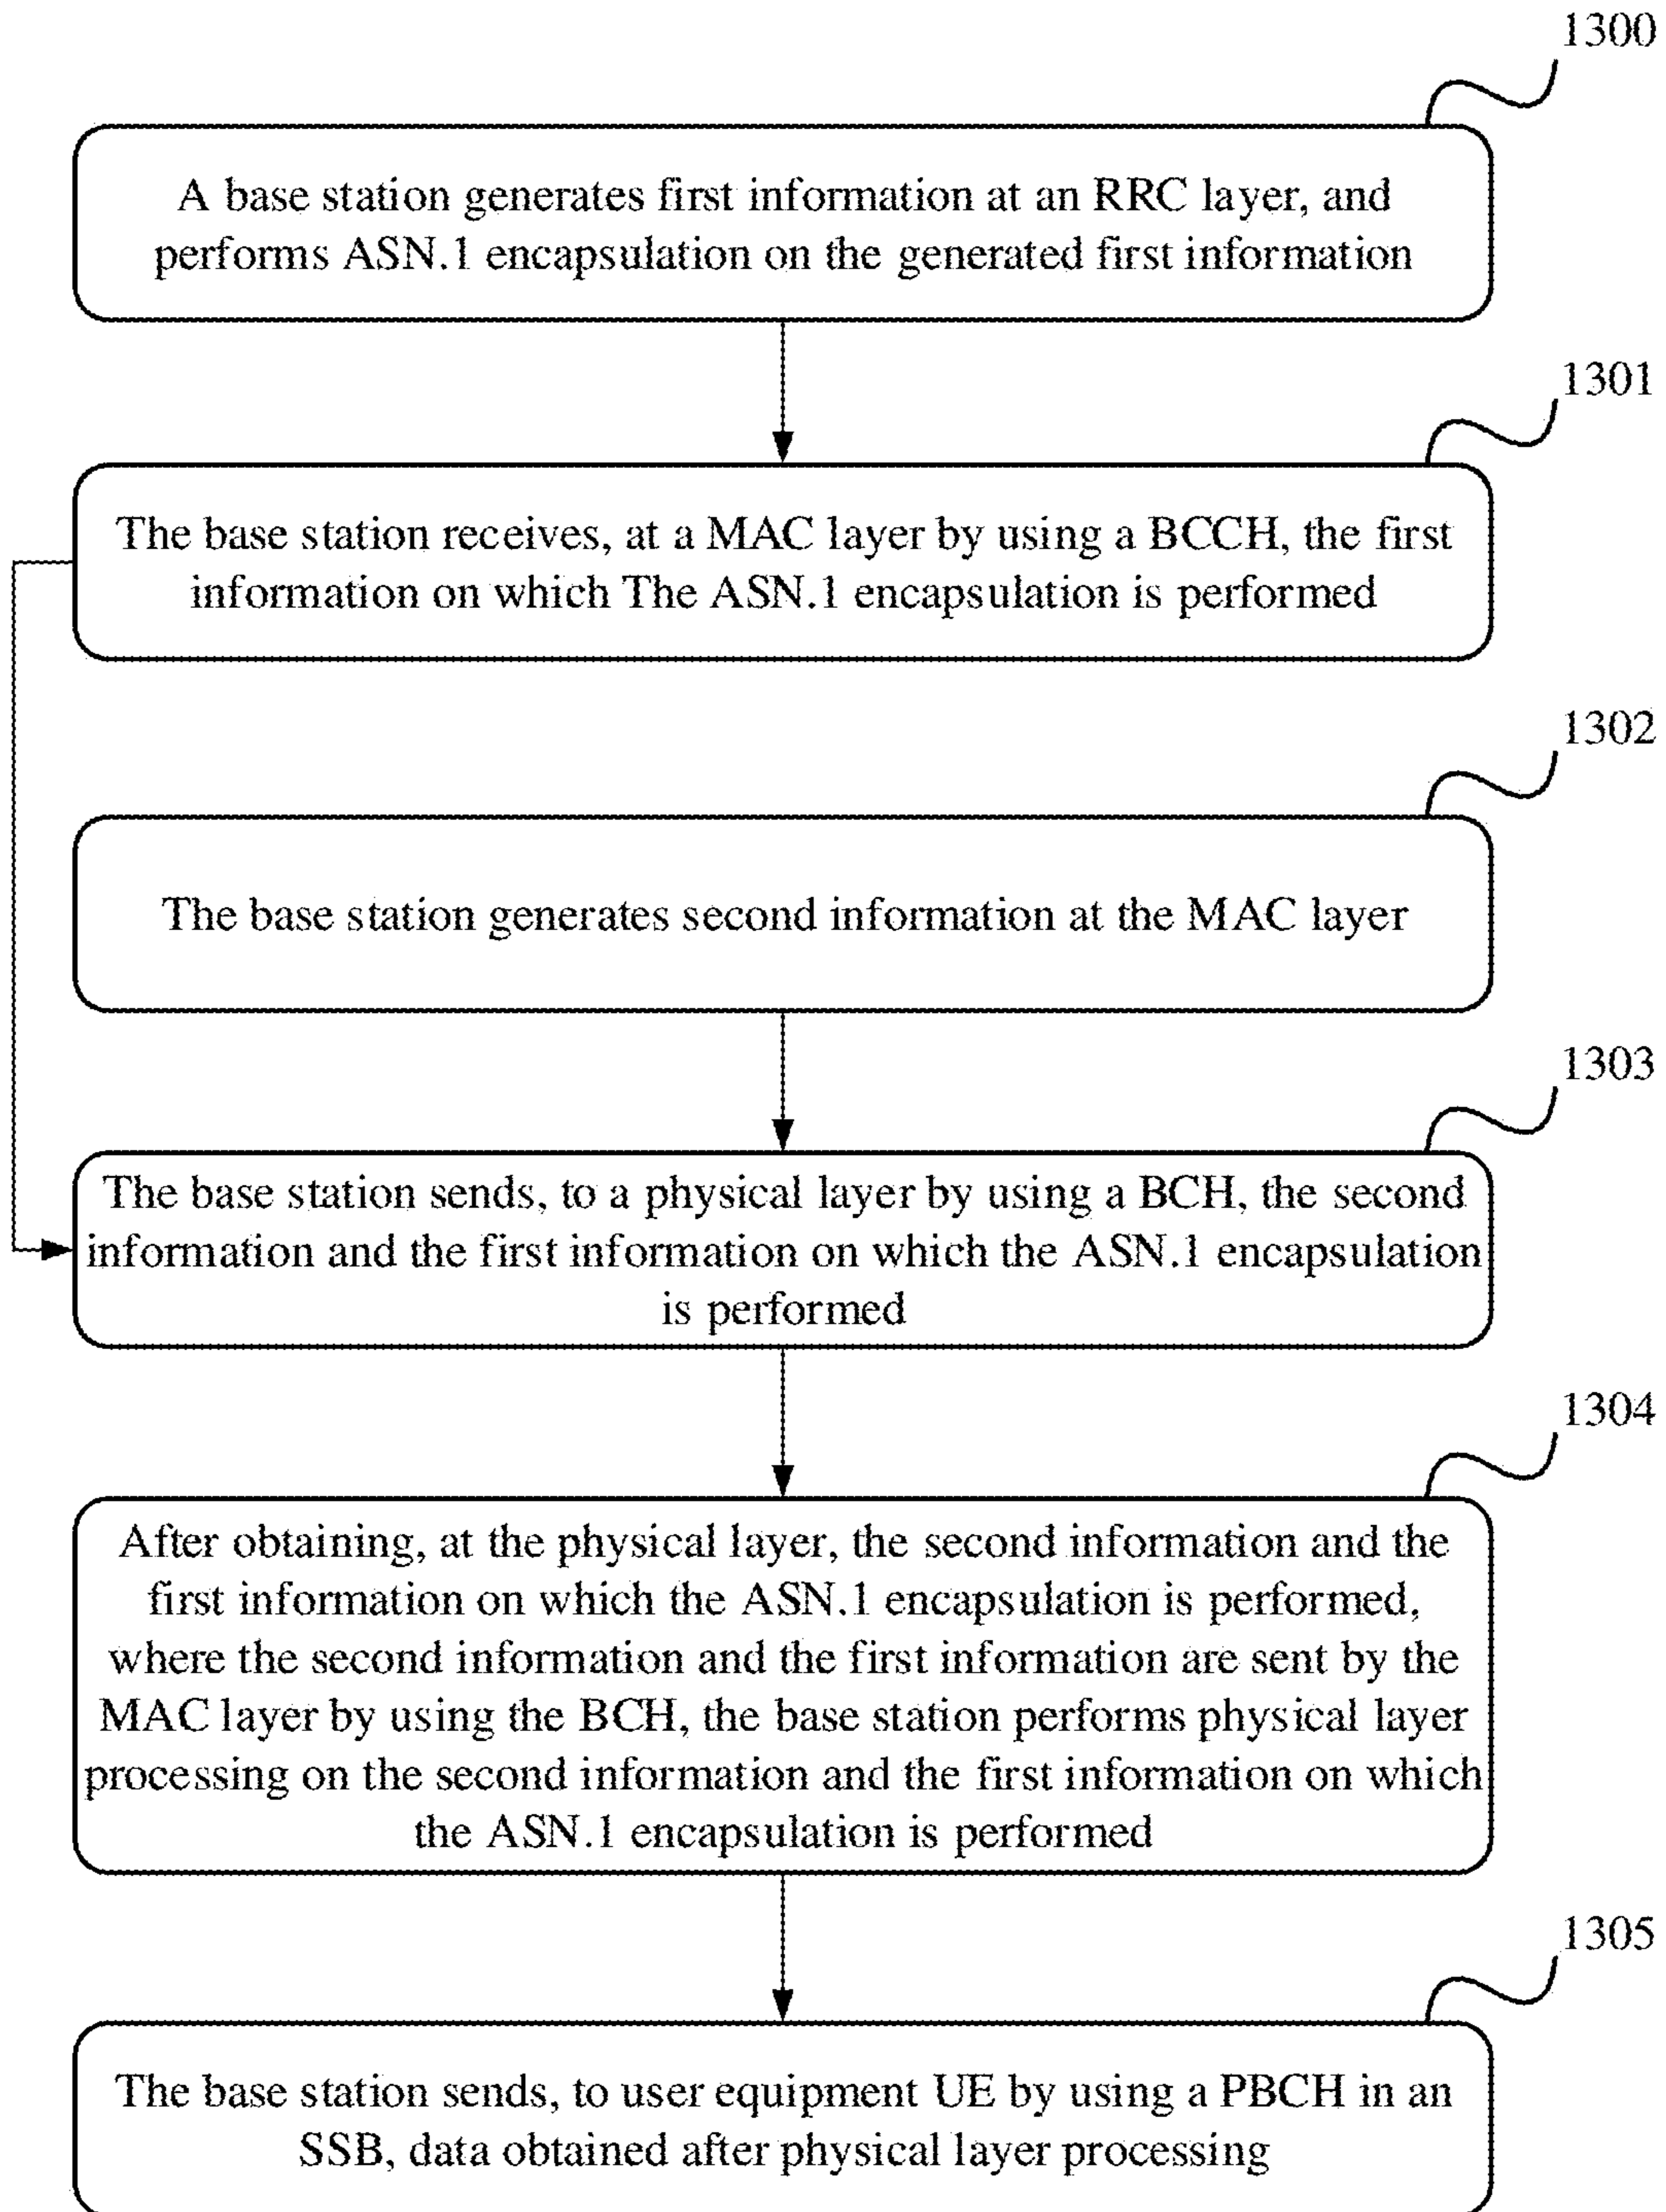 1300
A base station generates first information at an RRC layer, and
performs ASN.1 encapsulation on the generated first information
1301
The base station receives, at a MAC layer by using a BCCH, the first
information on which The ASN.1 encapsulation is performed
1302
The base station generates second information at the MAC layer
1303
The base station sends, to a physical layer by using a BCH, the second
information and the first information on which the ASN.1 encapsulation
is performed
1304
After obtaining, at the physical layer, the second information and the
first information on which the ASN.1 encapsulation is performed,
where the second information and the first information are sent by the
MAC layer by using the BCH, the base station performs physical layer
processing on the second information and the first information on which
the ASN.1 encapsulation is performed
1305
The base station sends, to user equipment UE by using a PBCH in an
SSB, data obtained after physical layer processing